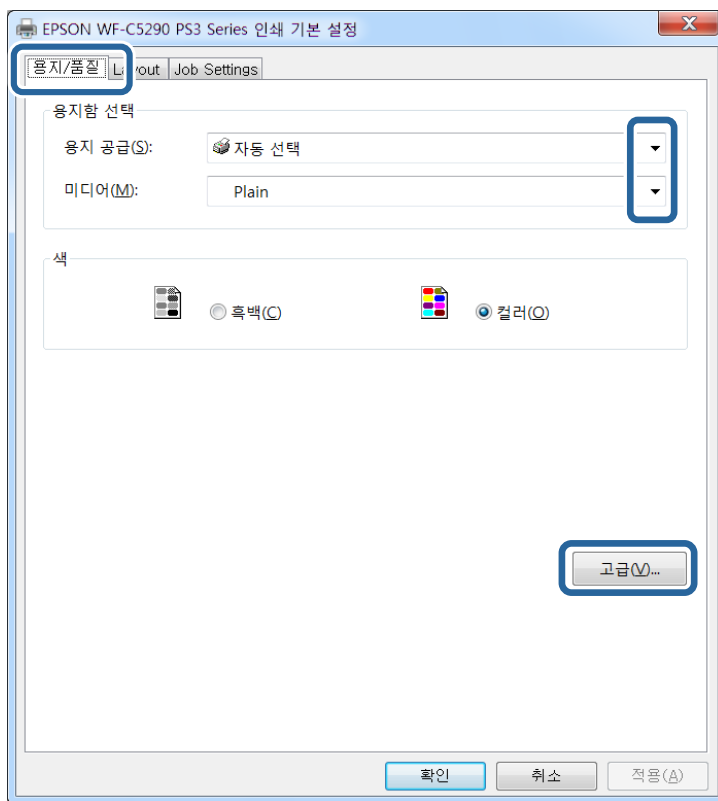 EPSON WF-C5290 PS3 Series 인쇄 기본 설정
용지/품질 Layout Job Settings
용지함 선택
용지 공급(S): 자동 선택
미디어(M): Plain
색
흑백(C) 컬러(O)
고급(V)...
확인 취소 적용(A)